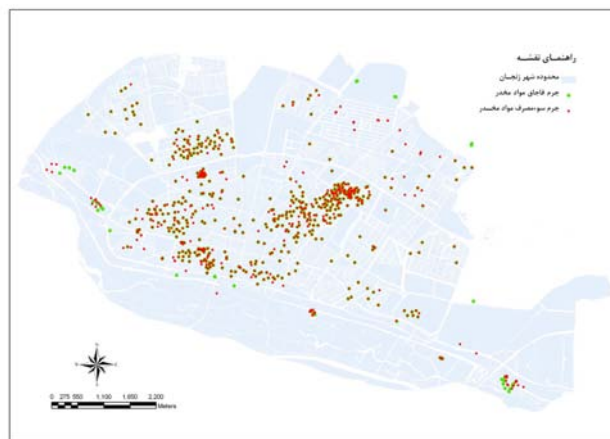 راهنمای نقشه
محدوده شهر زنجان
جرم قاچاق مواد مخدر
جرم سوءمصرف مواد مخدر
0 275 550 1,100 1,650 2,200
Meters